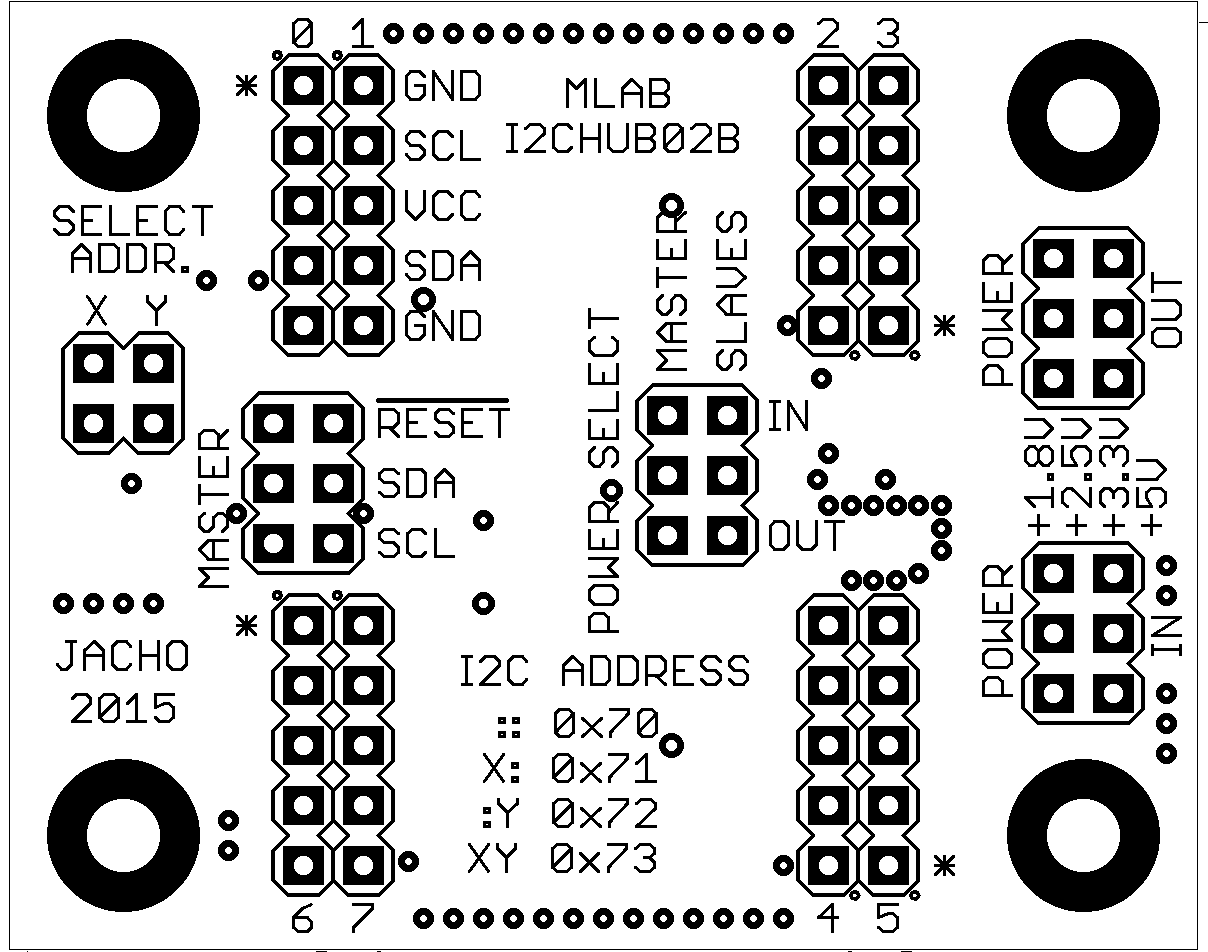 0 1
2 3
*
GND
SCL
VCC
SDA
GND
MLAB
I2CHUB02B
SELECT
ADDR.
X Y
MASTER
RESET
SDA
SCL
POWER SELECT
MASTER
SLAVES
IN
OUT
*
POWER
OUT
+1.8V
+2.5V
+3.3V
+5V
POWER
IN
*
JACHO
2015
I2C ADDRESS
:: 0x70
X: 0x71
:Y 0x72
XY 0x73
*
6 7
4 5